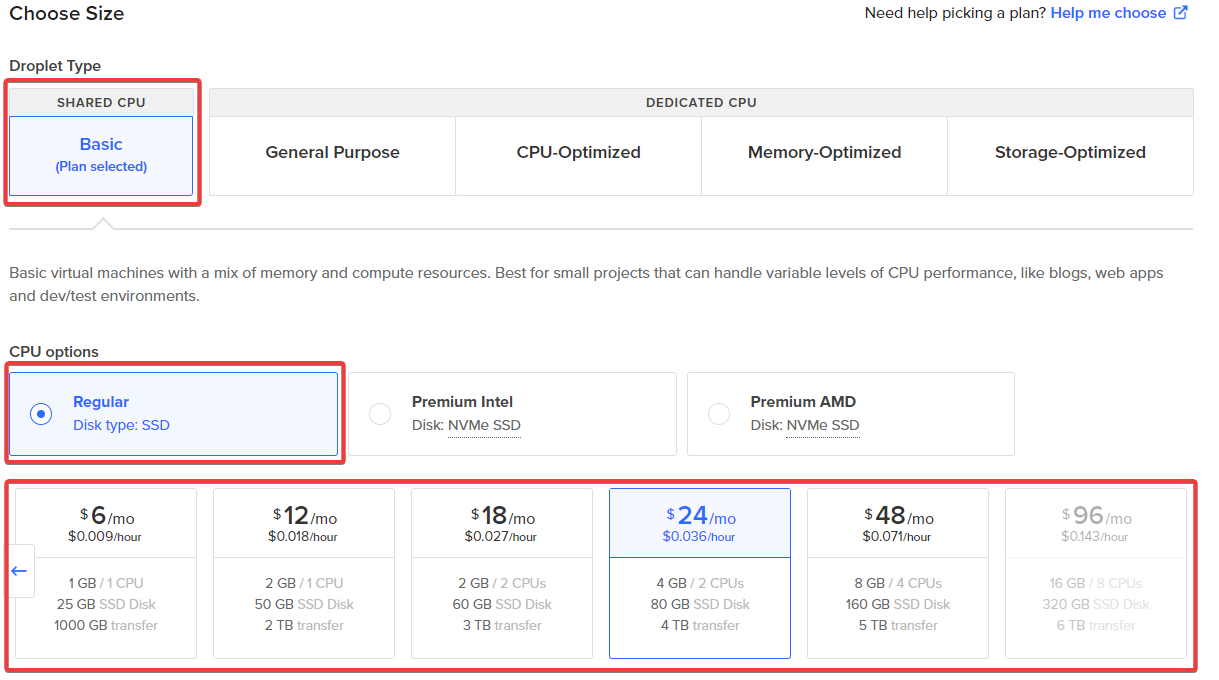 Choose Size
Need help picking a plan? Help me choose
Droplet Type
SHARED CPU
DEDICATED CPU
Basic
(Plan selected)
General Purpose
CPU-Optimized
Memory-Optimized
Storage-Optimized
Basic virtual machines with a mix of memory and compute resources. Best for small projects that can handle variable levels of CPU performance, like blogs, web apps
and dev/test environments.
CPU options
Regular
Disk type: SSD
Premium Intel
Disk: NVMe SSD
Premium AMD
Disk: NVMe SSD
$6/mo
$0.009/hour
1 GB / 1 CPU
25 GB SSD Disk
1000 GB transfer
$12/mo
$0.018/hour
2 GB / 1 CPU
50 GB SSD Disk
2 TB transfer
$18/mo
$0.027/hour
2 GB / 2 CPUs
60 GB SSD Disk
3 TB transfer
$24/mo
$0.036/hour
4 GB / 2 CPUs
80 GB SSD Disk
4 TB transfer
$48/mo
$0.071/hour
8 GB / 4 CPUs
160 GB SSD Disk
5 TB transfer
$96/mo
$0.143/hour
16 GB / 8 CPUs
320 GB SSD Disk
6 TB transfer